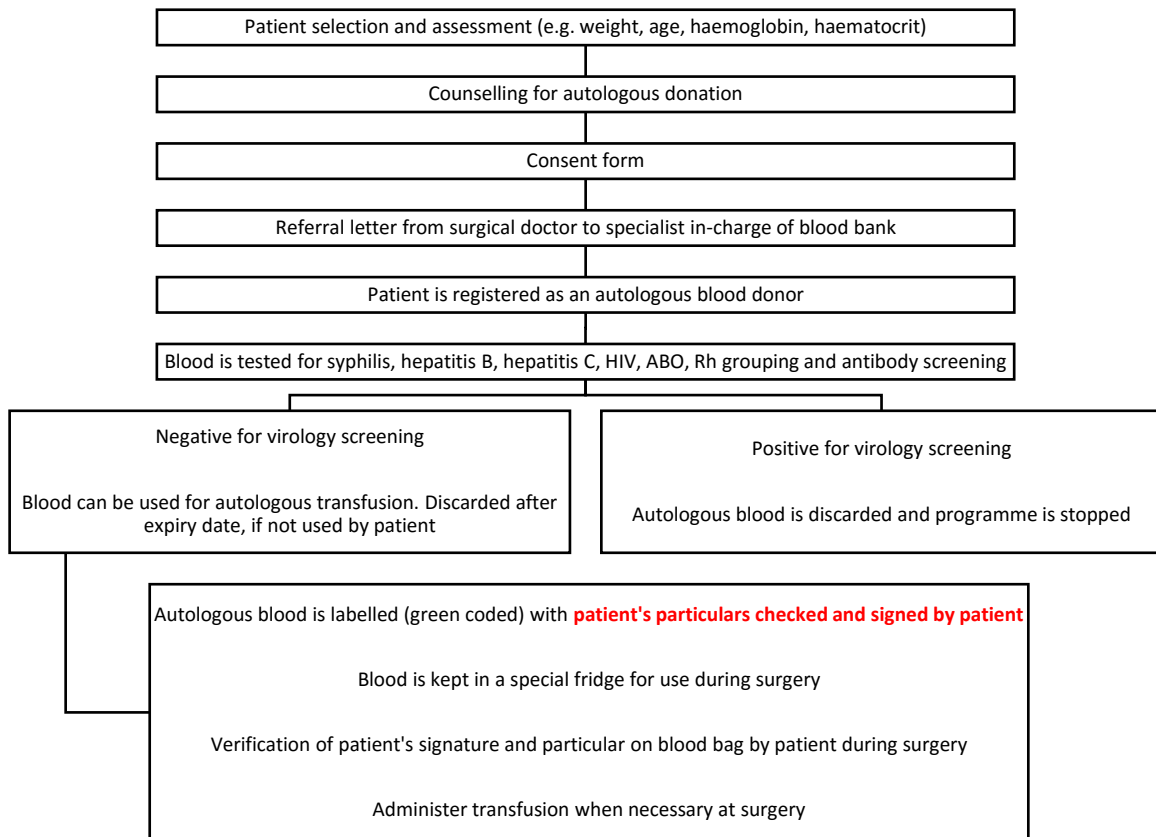 Patient selection and assessment (e.g. weight, age, haemoglobin, haematocrit)
Counselling for autologous donation
Consent form
Referral letter from surgical doctor to specialist in-charge of blood bank
Patient is registered as an autologous blood donor
Blood is tested for syphilis, hepatitis B, hepatitis C, HIV, ABO, Rh grouping and antibody screening
Negative for virology screening
Blood can be used for autologous transfusion. Discarded after
expiry date, if not used by patient
Positive for virology screening
Autologous blood is discarded and programme is stopped
Autologous blood is labelled (green coded) with patient's particulars checked and signed by patient
Blood is kept in a special fridge for use during surgery
Verification of patient's signature and particular on blood bag by patient during surgery
Administer transfusion when necessary at surgery